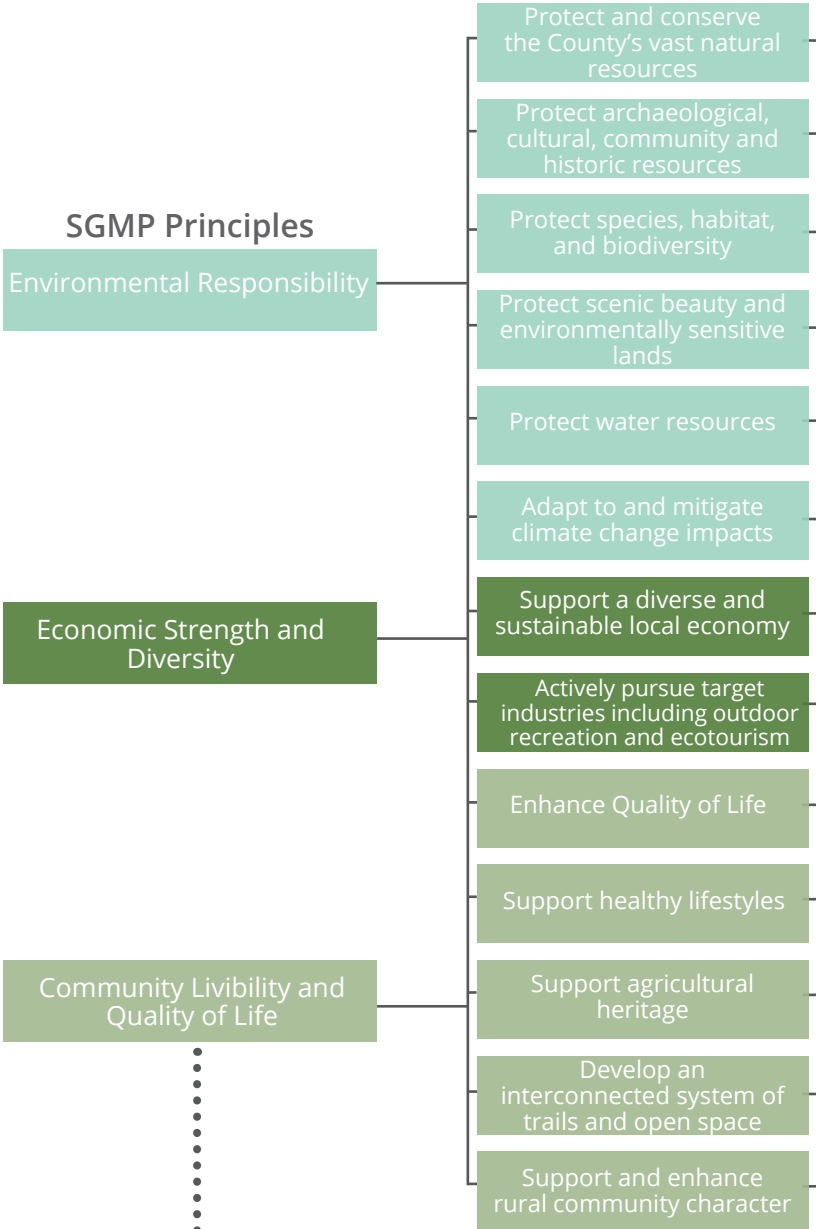 SGMP Principles
Environmental Responsibility
Protect and conserve
the County's vast natural
resources
Protect archaeological,
cultural, community and
historic resources
Protect species, habitat,
and biodiversity
Protect scenic beauty and
environmentally sensitive
lands
Protect water resources
Adapt to and mitigate
climate change impacts
Economic Strength and
Diversity
Support a diverse and
sustainable local economy
Actively pursue target
industries including outdoor
recreation and ecotourism
Community Livibility and
Quality of Life
Enhance Quality of Life
Support healthy lifestyles
Support agricultural
heritage
Develop an
interconnected system of
trails and open space
Support and enhance
rural community character